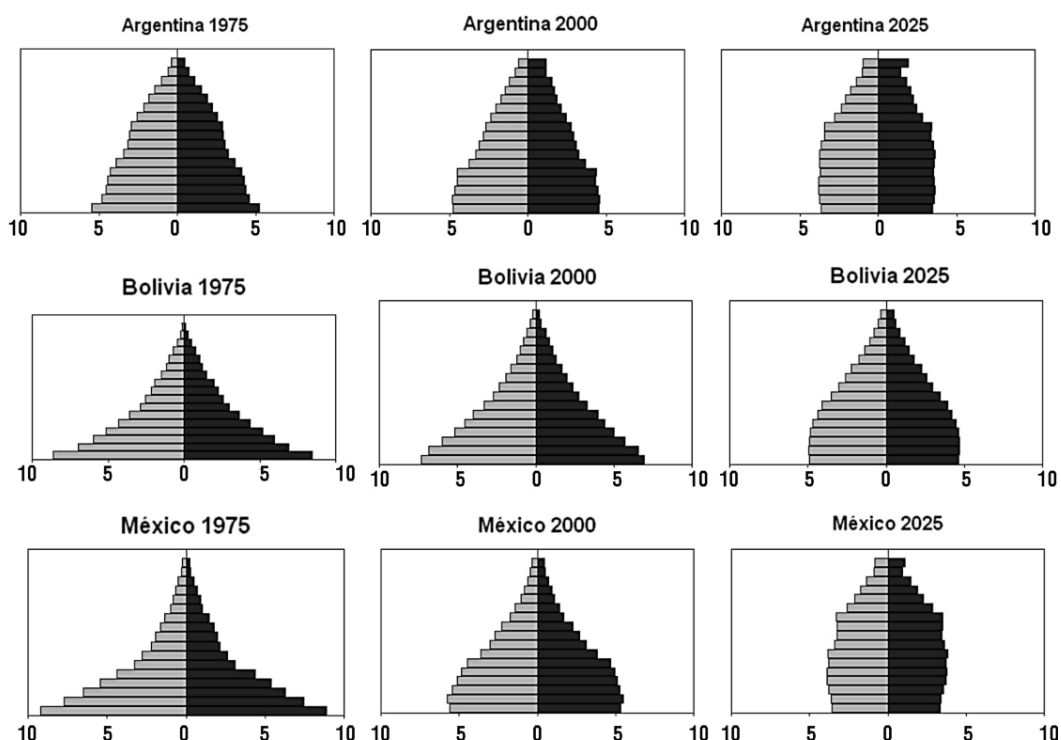 Argentina 1975
Argentina 2000
Argentina 2025
10 5 0 5 10
10 5 0 5 10
10 5 0 5 10
Bolivia 1975
Bolivia 2000
Bolivia 2025
10 5 0 5 10
10 5 0 5 10
10 5 0 5 10
México 1975
México 2000
México 2025
10 5 0 5 10
10 5 0 5 10
10 5 0 5 10